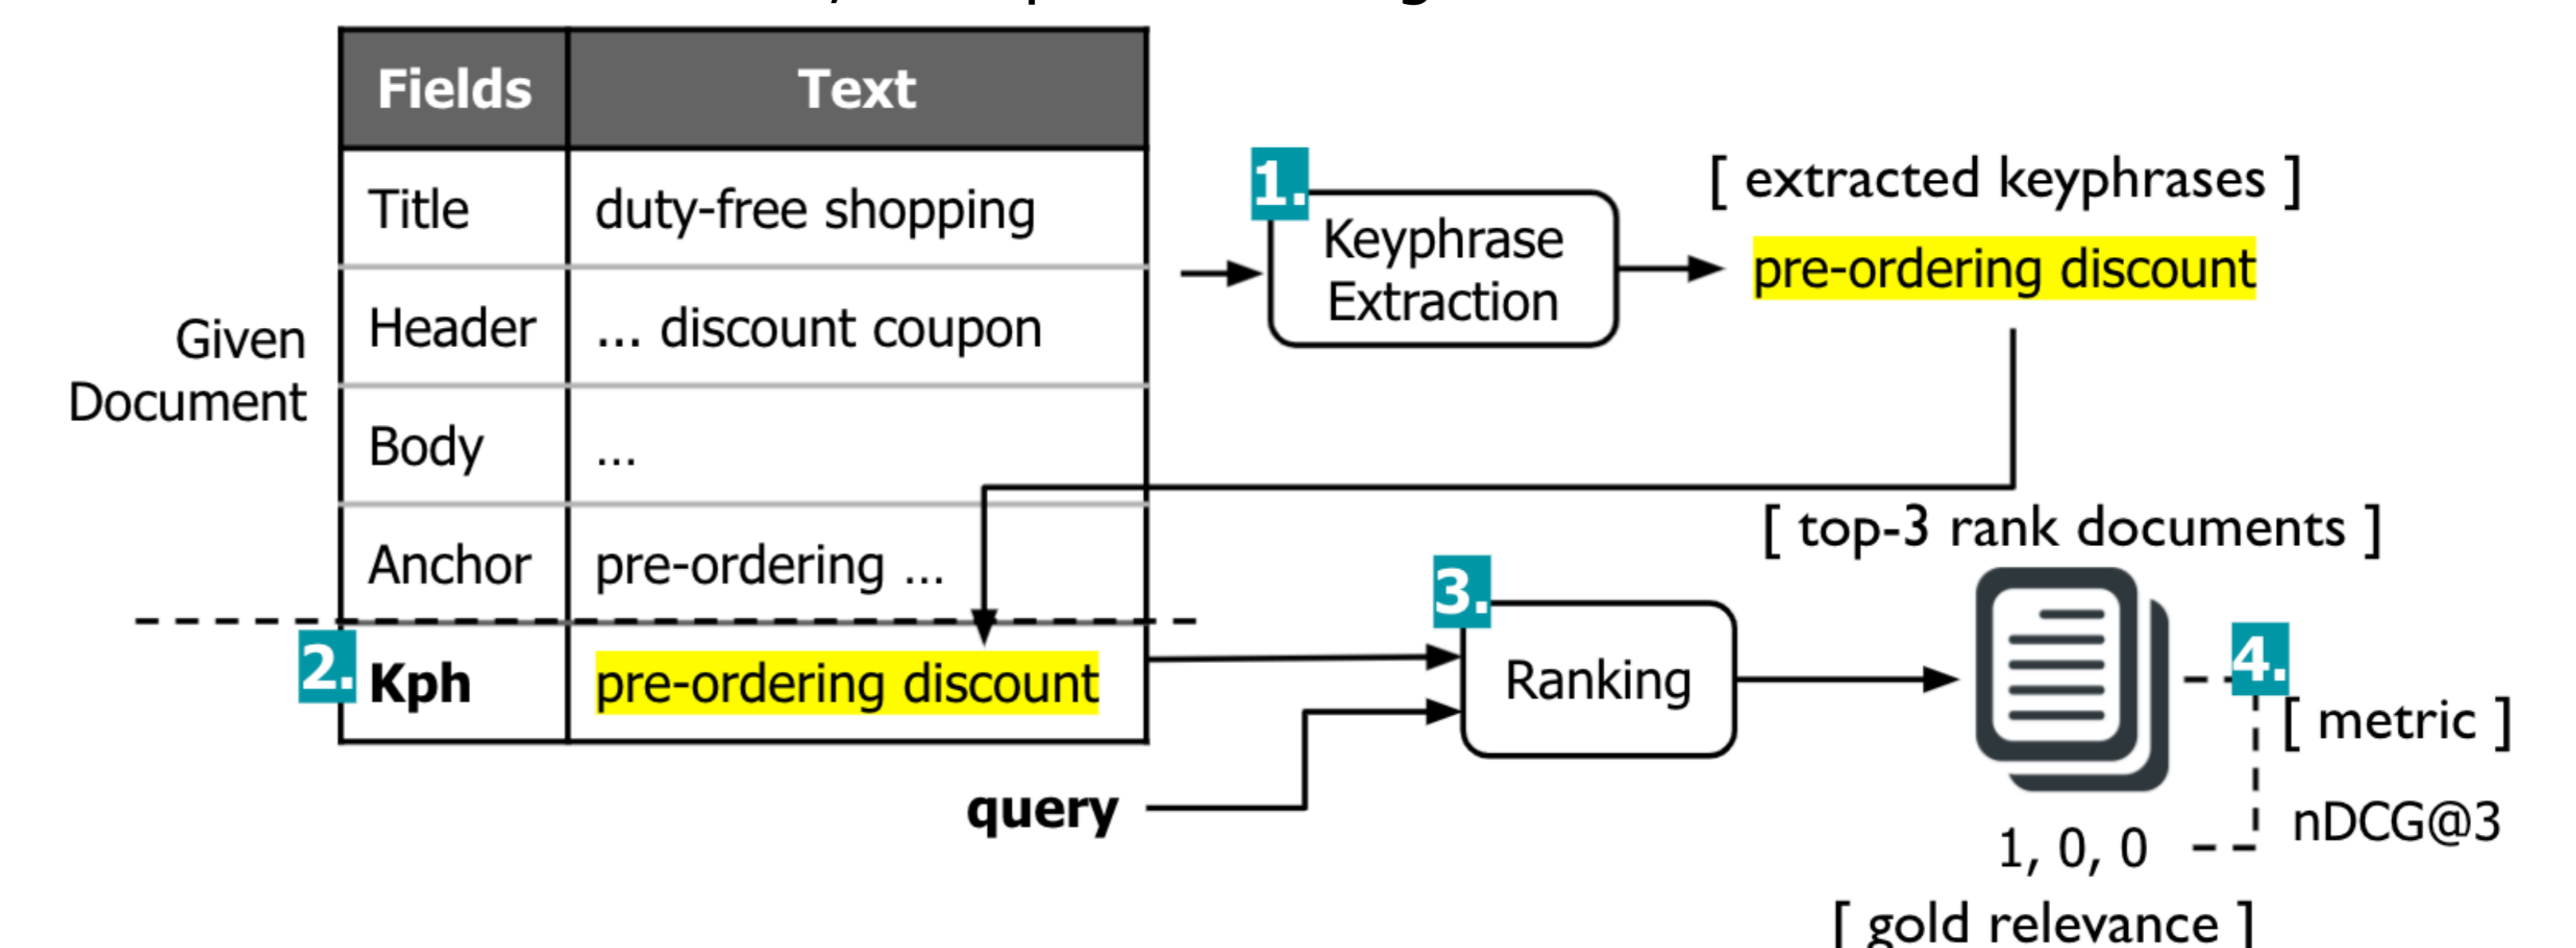 Fields Text
Title duty-free shopping
Header ... discount coupon
Body ...
Anchor pre-ordering ...
2. Kph pre-ordering discount
Given
Document
1.
Keyphrase
Extraction
[ extracted keyphrases ]
pre-ordering discount
query
3.
Ranking
[ top-3 rank documents ]
4.
[ metric ]
nDCG@3
1, 0, 0
[ gold relevance ]